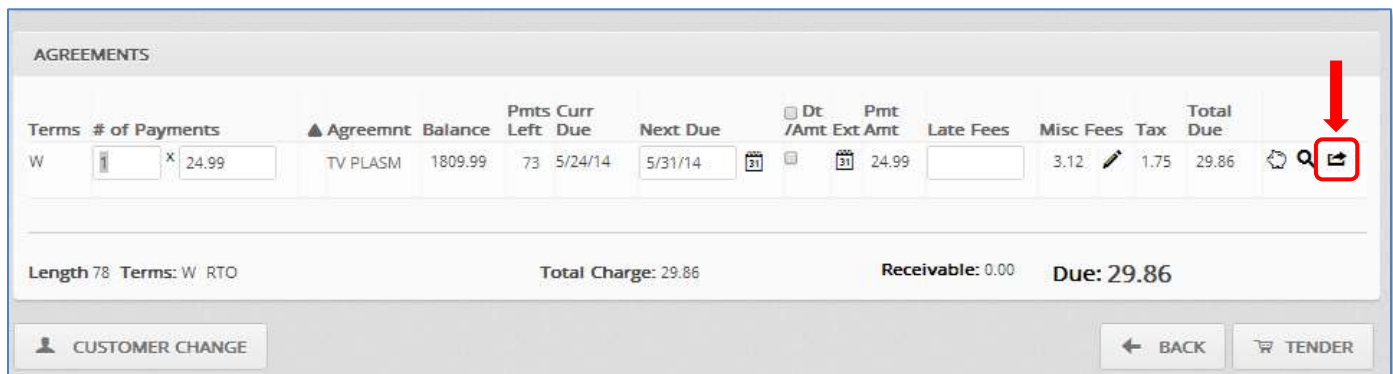 AGREEMENTS
Pmts Curr Dt Pmt Total
Terms # of Payments Agreemnt Balance Left Due Next Due /Amt Ext Amt Late Fees Misc Fees Tax Due
W 1 x 24.99 TV PLASM 1809.99 73 5/24/14 5/31/14 31 31 24.99 3.12 1.75 29.86
Length 78 Terms: W RTO Total Charge: 29.86 Receivable: 0.00 Due: 29.86
CUSTOMER CHANGE BACK TENDER